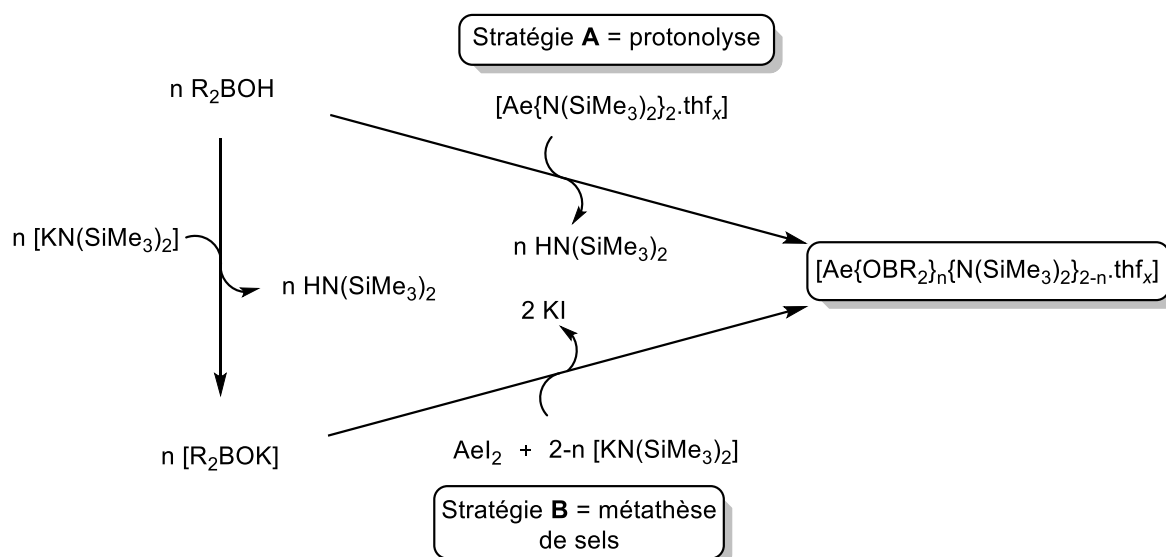 Stratégie A = protonolyse
n R₂BOH
[Ae{N(SiMe₃)₂}₂.thfₓ]
n [KN(SiMe₃)₂]
n HN(SiMe₃)₂
n HN(SiMe₃)₂
[Ae{OBR₂}ₙ{N(SiMe₃)₂}₂₋ₙ.thfₓ]
2 KI
n [R₂BOK]
AeI₂ + 2-n [KN(SiMe₃)₂]
Stratégie B = métathèse
de sels